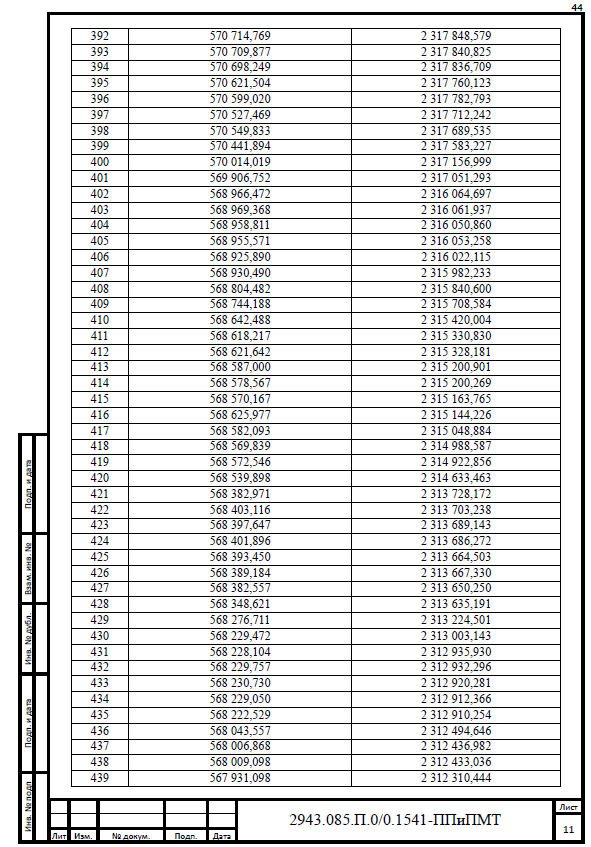 44
392 570 714,769 2 317 848,579
393 570 709,877 2 317 840,825
394 570 698,249 2 317 836,709
395 570 621,504 2 317 760,123
396 570 599,020 2 317 782,793
397 570 527,469 2 317 712,242
398 570 549,833 2 317 689,535
399 570 441,894 2 317 583,227
400 570 014,019 2 317 156,999
401 569 906,752 2 317 051,293
402 568 966,472 2 316 064,697
403 568 969,368 2 316 061,937
404 568 958,811 2 316 050,860
405 568 955,571 2 316 053,258
406 568 925,890 2 316 022,115
407 568 930,490 2 315 982,233
408 568 804,482 2 315 840,600
409 568 744,188 2 315 708,584
410 568 642,488 2 315 420,004
411 568 618,217 2 315 330,830
412 568 621,642 2 315 328,181
413 568 587,000 2 315 200,901
414 568 578,567 2 315 200,269
415 568 570,167 2 315 163,765
416 568 625,977 2 315 144,226
417 568 582,093 2 315 048,884
418 568 569,839 2 314 988,587
419 568 572,546 2 314 922,856
420 568 539,898 2 314 633,463
421 568 382,971 2 313 728,172
422 568 403,116 2 313 703,238
423 568 397,647 2 313 689,143
424 568 401,896 2 313 686,272
425 568 393,450 2 313 664,503
426 568 389,184 2 313 667,330
427 568 382,557 2 313 650,250
428 568 348,621 2 313 635,191
429 568 276,711 2 313 224,501
430 568 229,472 2 313 003,143
431 568 228,104 2 312 935,930
432 568 229,757 2 312 932,296
433 568 230,730 2 312 920,281
434 568 229,050 2 312 912,366
435 568 222,529 2 312 910,254
436 568 043,557 2 312 494,646
437 568 006,868 2 312 436,982
438 568 009,098 2 312 433,036
439 567 931,098 2 312 310,444
Подп. и дата
Взам. инв. №
Инв. № дубл.
Подп. и дата
Инв. № подп
Лит Изм. № докум. Подп. Дата
2943.085.П.0/0.1541-ППиПМТ
Лист
11